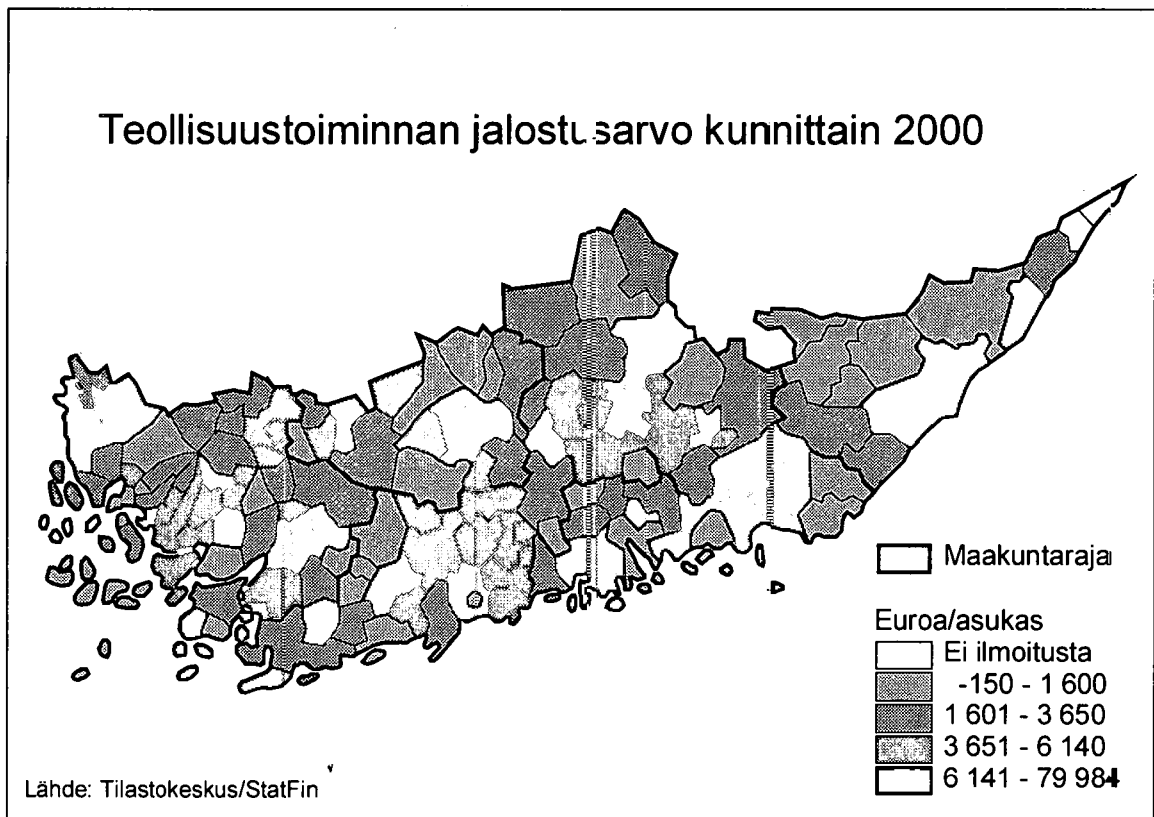 Teollisuustoiminnan jalostusarvo kunnittain 2000
Maakuntaraja
Euroa/asukas
Ei ilmoitusta
-150 - 1 600
1 601 - 3 650
3 651 - 6 140
6 141 - 79 984
Lähde: Tilastokeskus/StatFin